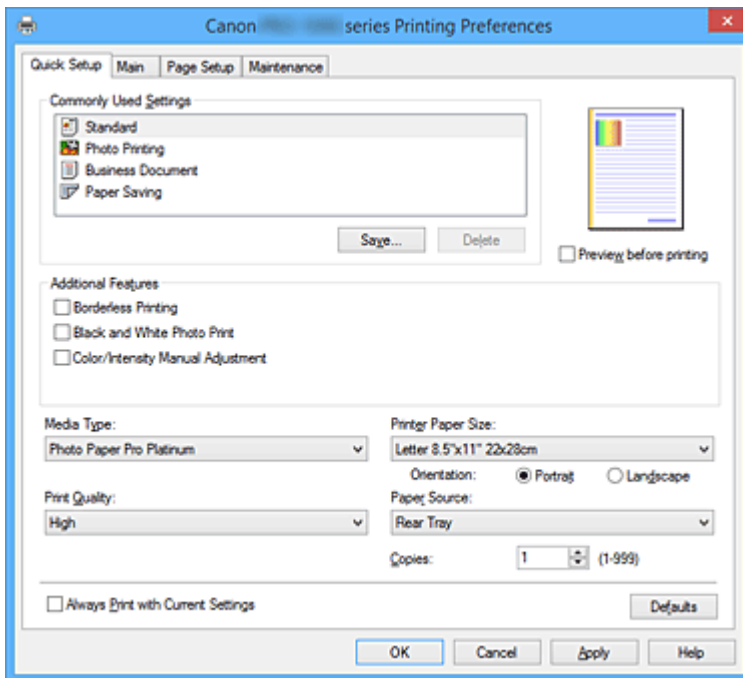 Canon series Printing Preferences
Quick Setup Main Page Setup Maintenance
Commonly Used Settings
Standard
Photo Printing
Business Document
Paper Saving
Save... Delete
Preview before printing
Additional Features
Borderless Printing
Black and White Photo Print
Color/Intensity Manual Adjustment
Media Type: Printer Paper Size:
Photo Paper Pro Platinum Letter 8.5"x11" 22x28cm
Orientation: Portrait Landscape
Print Quality: Paper Source:
High Rear Tray
Copies: 1 (1-999)
Always Print with Current Settings Defaults
OK Cancel Apply Help